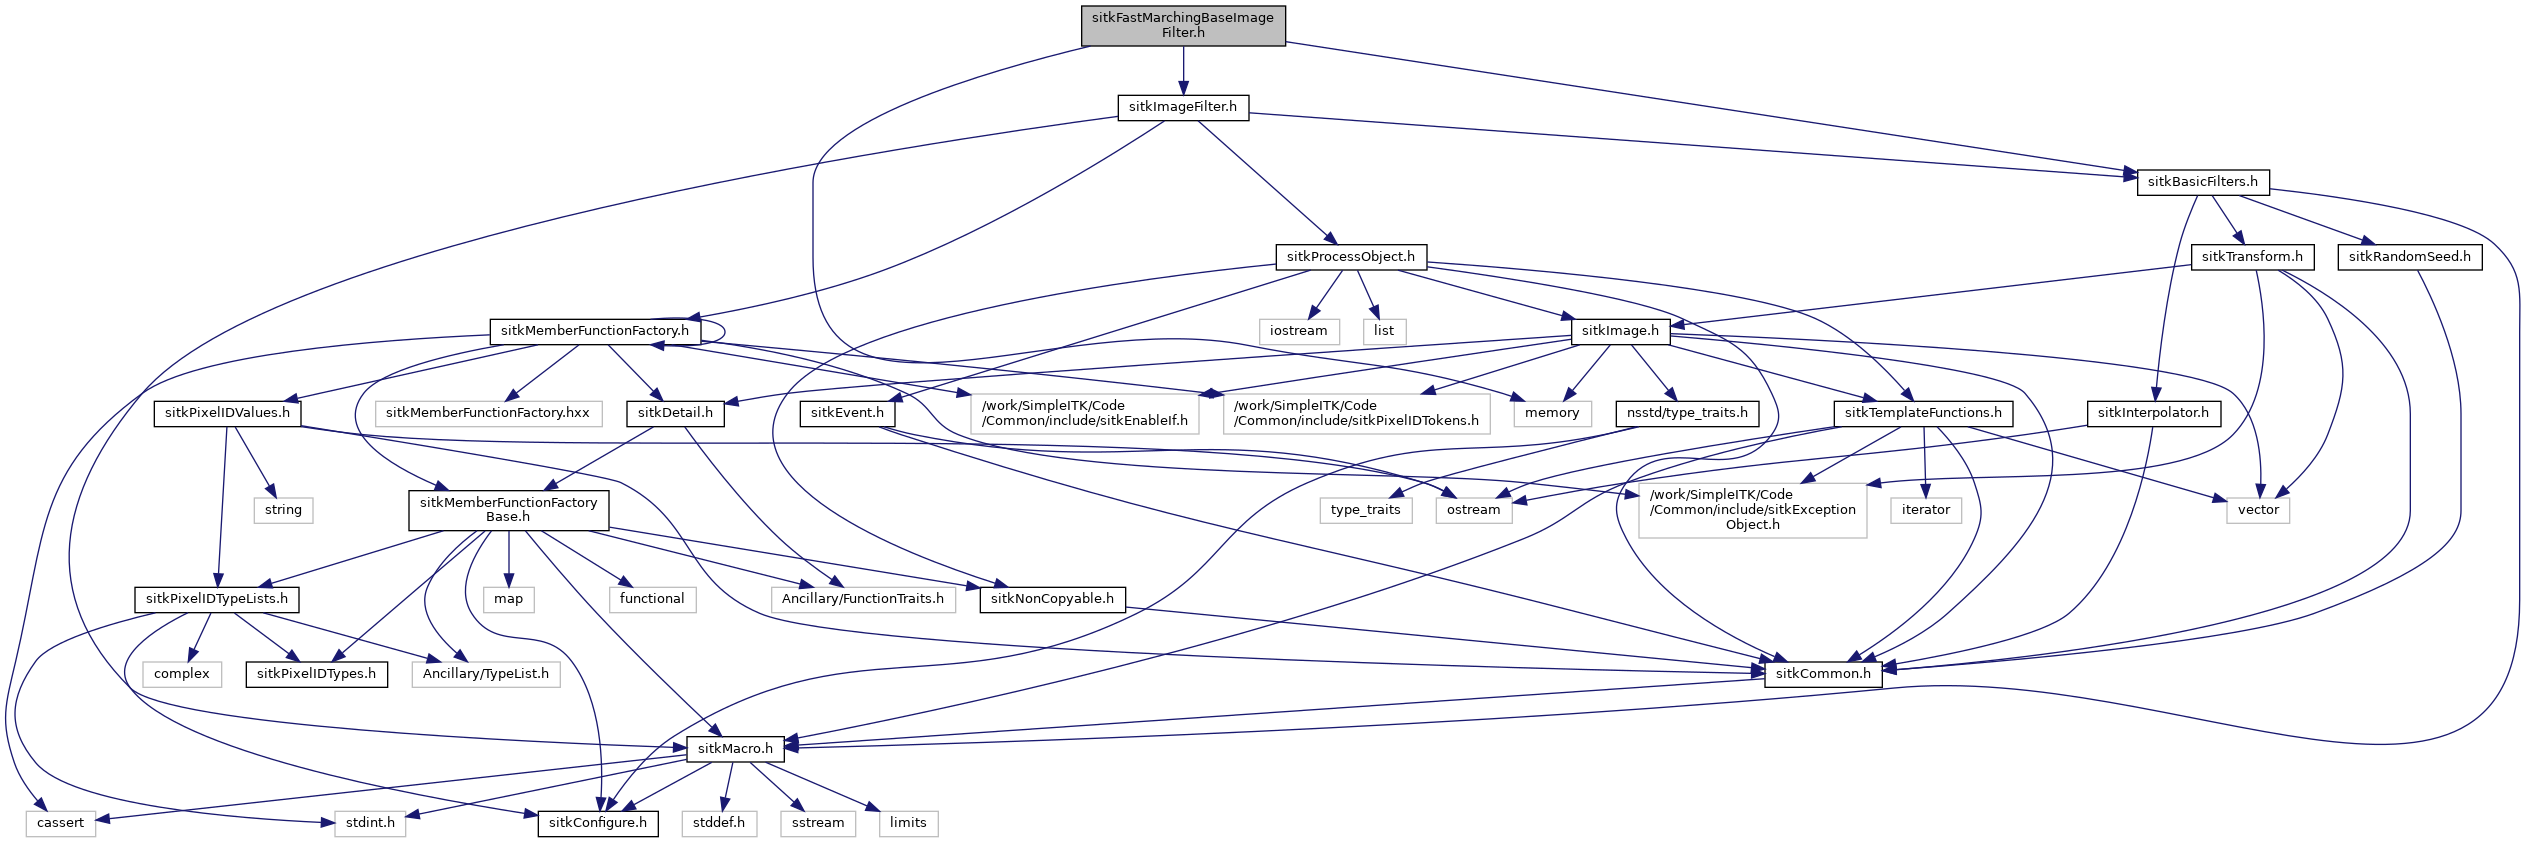 sitkFastMarchingBaseImage
Filter.h
sitkImageFilter.h
sitkBasicFilters.h
sitkProcessObject.h
sitkTransform.h
sitkRandomSeed.h
sitkMemberFunctionFactory.h
iostream
list
sitkImage.h
sitkPixelIDValues.h
sitkMemberFunctionFactory.hxx
sitkDetail.h
sitkEvent.h
/work/SimpleITK/Code
/Common/include/sitkEnableIf.h
/work/SimpleITK/Code
/Common/include/sitkPixelIDTokens.h
memory
nsstd/type_traits.h
sitkTemplateFunctions.h
sitkInterpolator.h
string
sitkMemberFunctionFactory
Base.h
type_traits
ostream
/work/SimpleITK/Code
/Common/include/sitkException
Object.h
iterator
vector
sitkPixelIDTypeLists.h
map
functional
Ancillary/FunctionTraits.h
sitkNonCopyable.h
complex
sitkPixelIDTypes.h
Ancillary/TypeList.h
sitkCommon.h
sitkMacro.h
cassert
stdint.h
sitkConfigure.h
stddef.h
sstream
limits